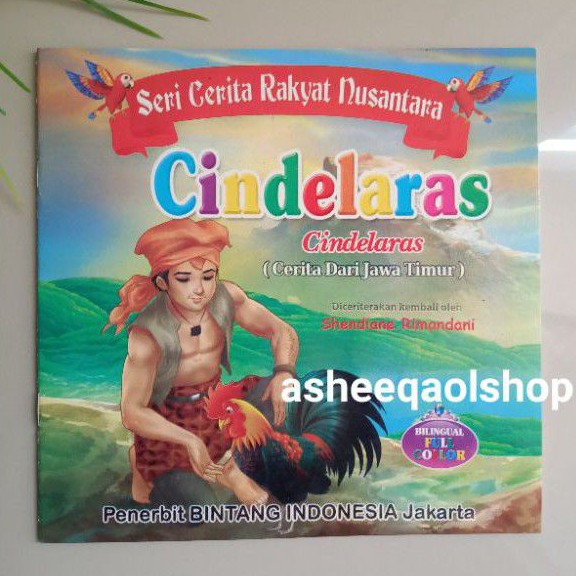 Seri Cerita Rakyat Nusantara
Cindelaras
Cindelaras
(Cerita Dari Jawa Timur)
Diceriterakan kembali oleh
Shendiane Rimandani
asheeqaolshop
BILINGUAL
FULL
COLLOR
Penerbit BINTANG INDONESIA Jakarta